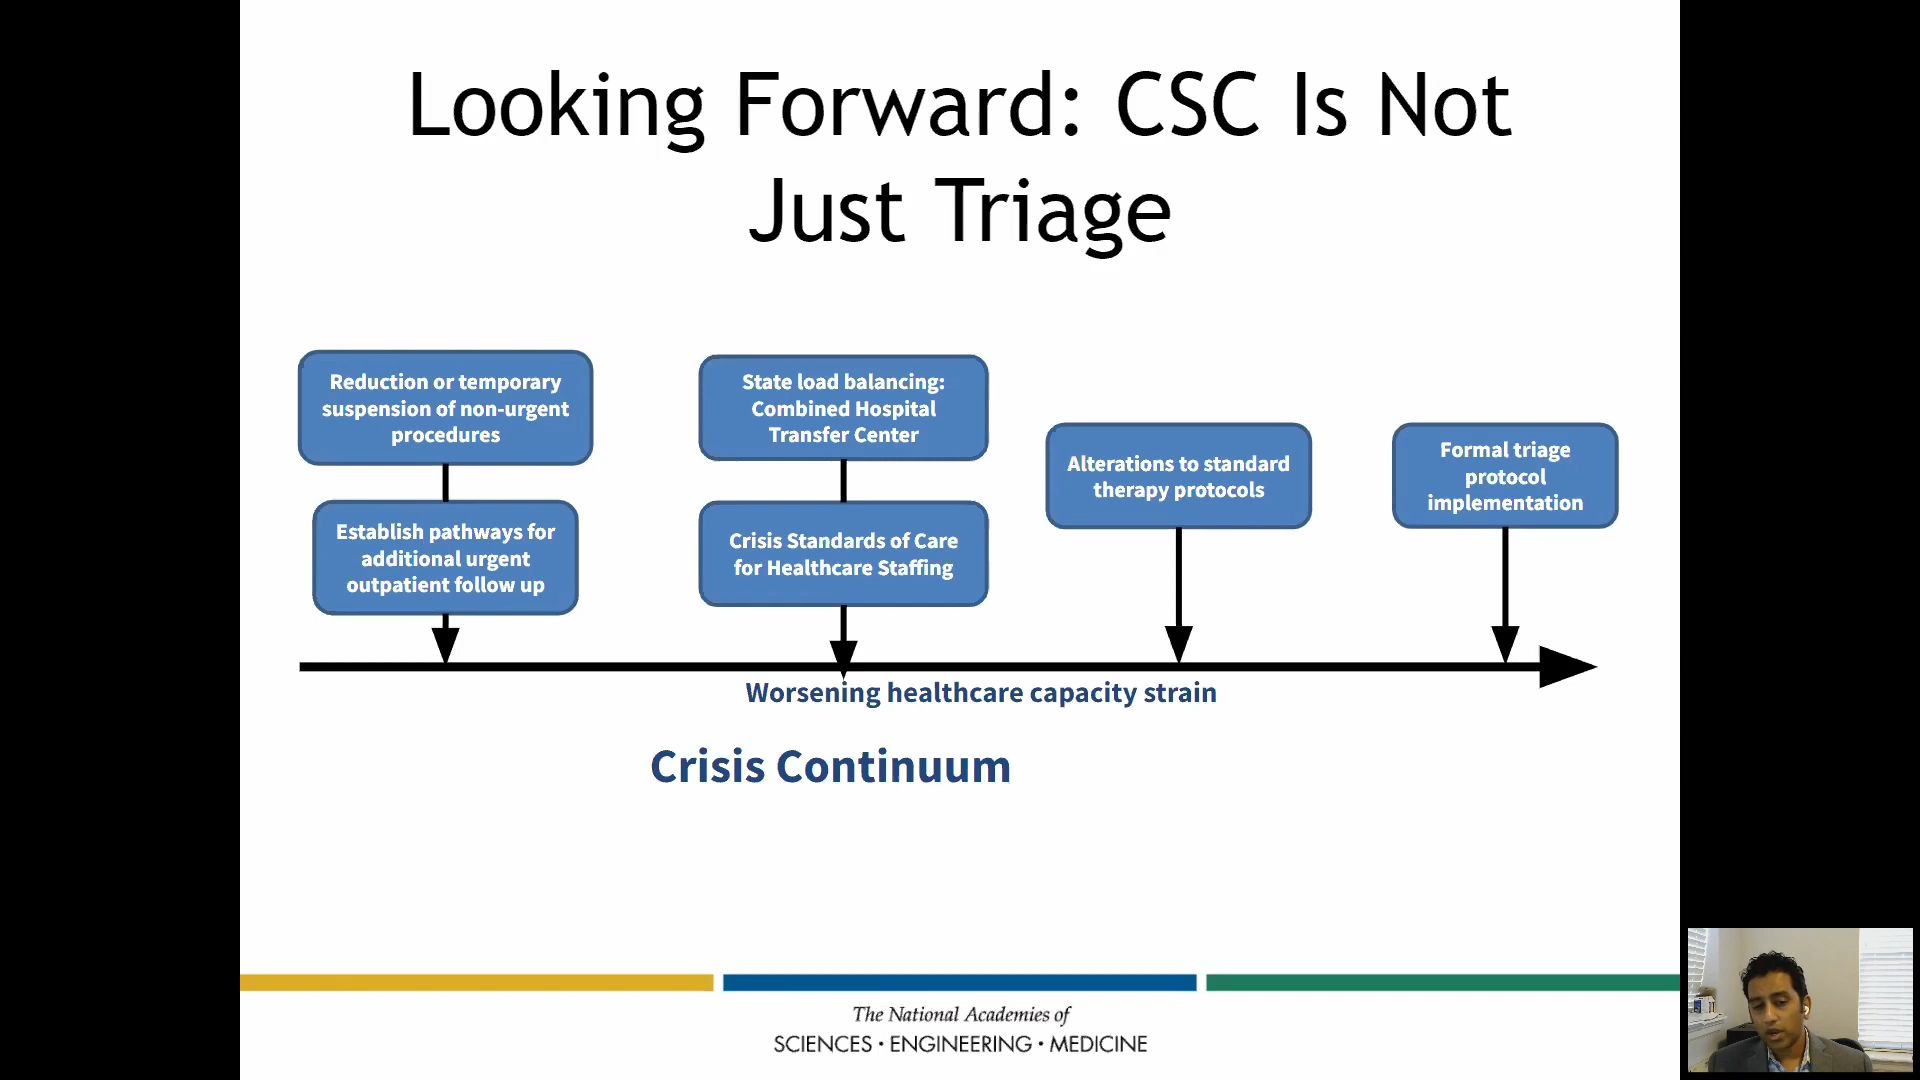 Looking Forward: CSC Is Not
Just Triage
Reduction or temporary
suspension of non-urgent
procedures
Establish pathways for
additional urgent
outpatient follow up
State load balancing:
Combined Hospital
Transfer Center
Crisis Standards of Care
for Healthcare Staffing
Alterations to standard
therapy protocols
Formal triage
protocol
implementation
Worsening healthcare capacity strain
Crisis Continuum
The National Academies of
SCIENCES • ENGINEERING • MEDICINE